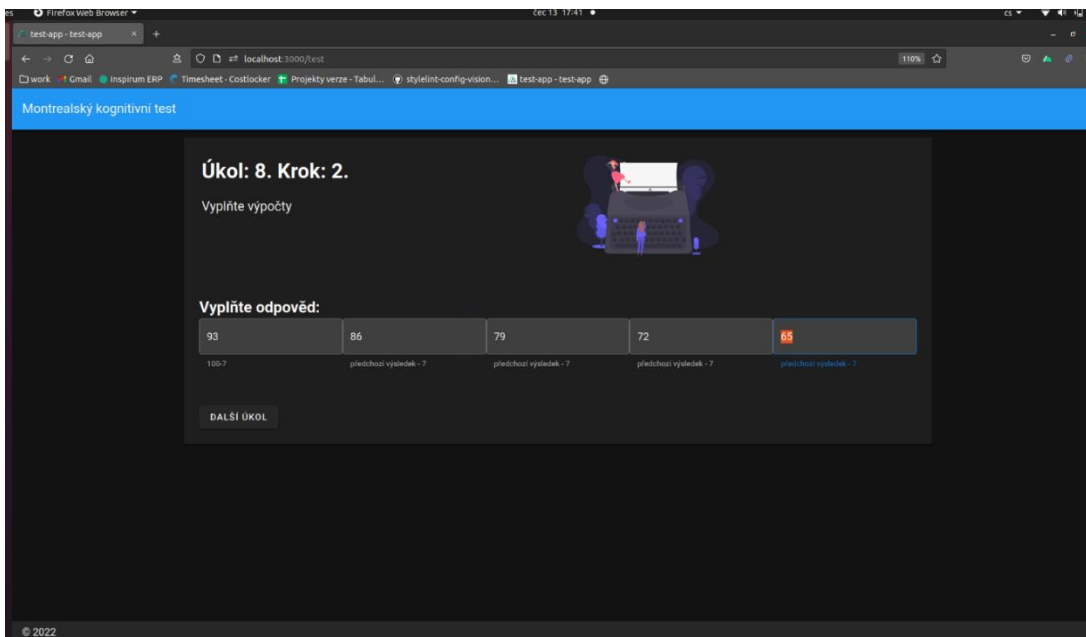 es Firefox Web Browser čec 13 17:41 cs
test-app - test-app
localhost:3000/test 110%
work Gmail Inspirum ERP Timesheet - Costlocker Projekty verze - Tabul... stylelint-config-vision... test-app - test-app
Montrealský kognitivní test
Úkol: 8. Krok: 2.
Vyplňte výpočty
Vyplňte odpověd:
93 86 79 72 65
100-7 předchozí výsledek - 7 předchozí výsledek - 7 předchozí výsledek - 7 předchozí výsledek - 7
DALŠÍ ÚKOL
© 2022